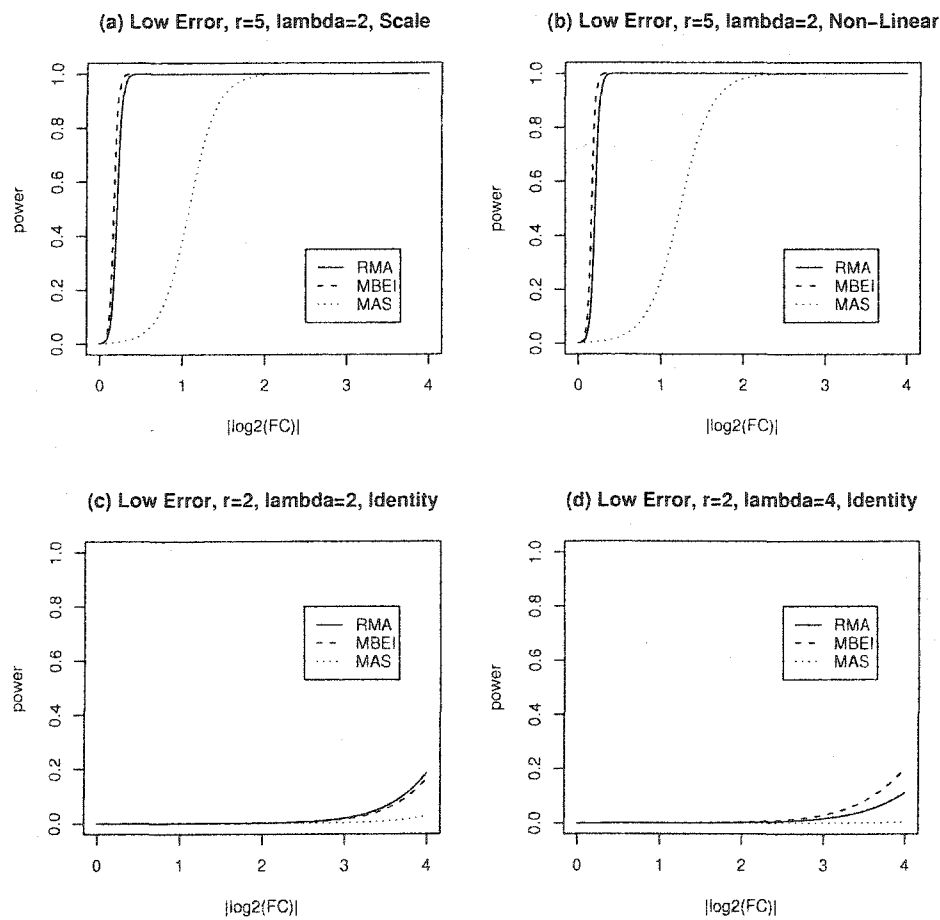 (a) Low Error, r=5, lambda=2, Scale
power
0.0 0.2 0.4 0.6 0.8 1.0
RMA
MBEI
MAS
0 1 2 3 4
|log2(FC)|
(b) Low Error, r=5, lambda=2, Non−Linear
power
0.0 0.2 0.4 0.6 0.8 1.0
RMA
MBEI
MAS
0 1 2 3 4
|log2(FC)|
(c) Low Error, r=2, lambda=2, Identity
power
0.0 0.2 0.4 0.6 0.8 1.0
RMA
MBEI
MAS
0 1 2 3 4
|log2(FC)|
(d) Low Error, r=2, lambda=4, Identity
power
0.0 0.2 0.4 0.6 0.8 1.0
RMA
MBEI
MAS
0 1 2 3 4
|log2(FC)|